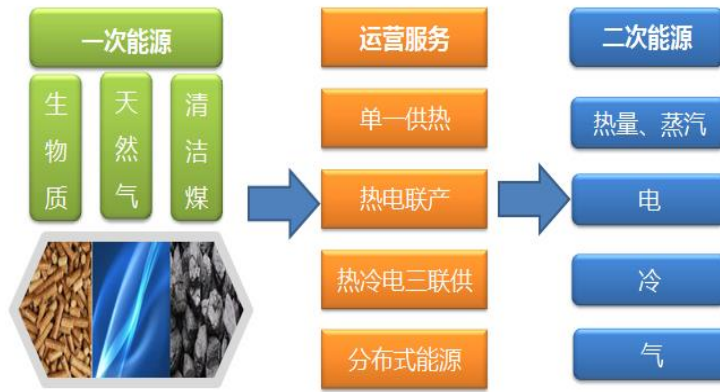 一次能源
生物质
天然气
清洁煤
运营服务
单一供热
热电联产
热冷电三联供
分布式能源
二次能源
热量、蒸汽
电
冷
气